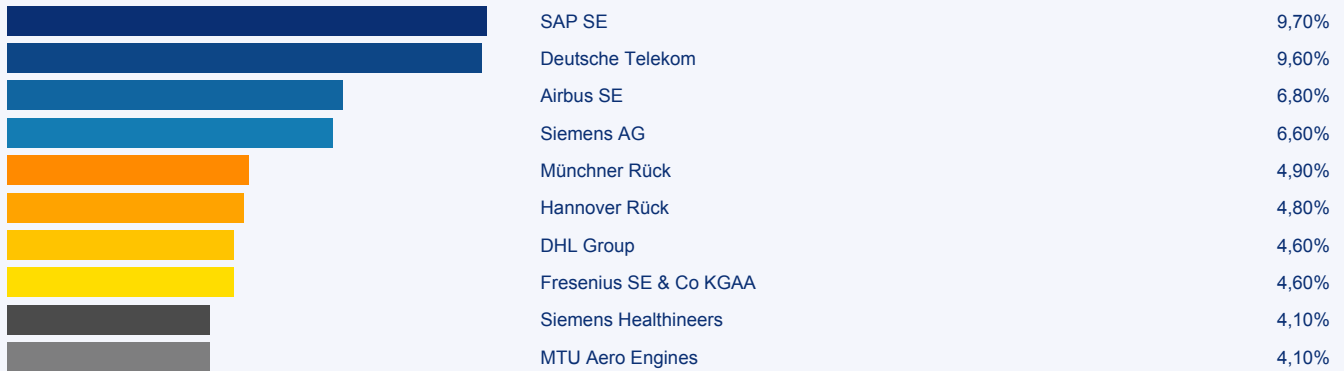 SAP SE 9,70%
Deutsche Telekom 9,60%
Airbus SE 6,80%
Siemens AG 6,60%
Münchner Rück 4,90%
Hannover Rück 4,80%
DHL Group 4,60%
Fresenius SE & Co KGAA 4,60%
Siemens Healthineers 4,10%
MTU Aero Engines 4,10%